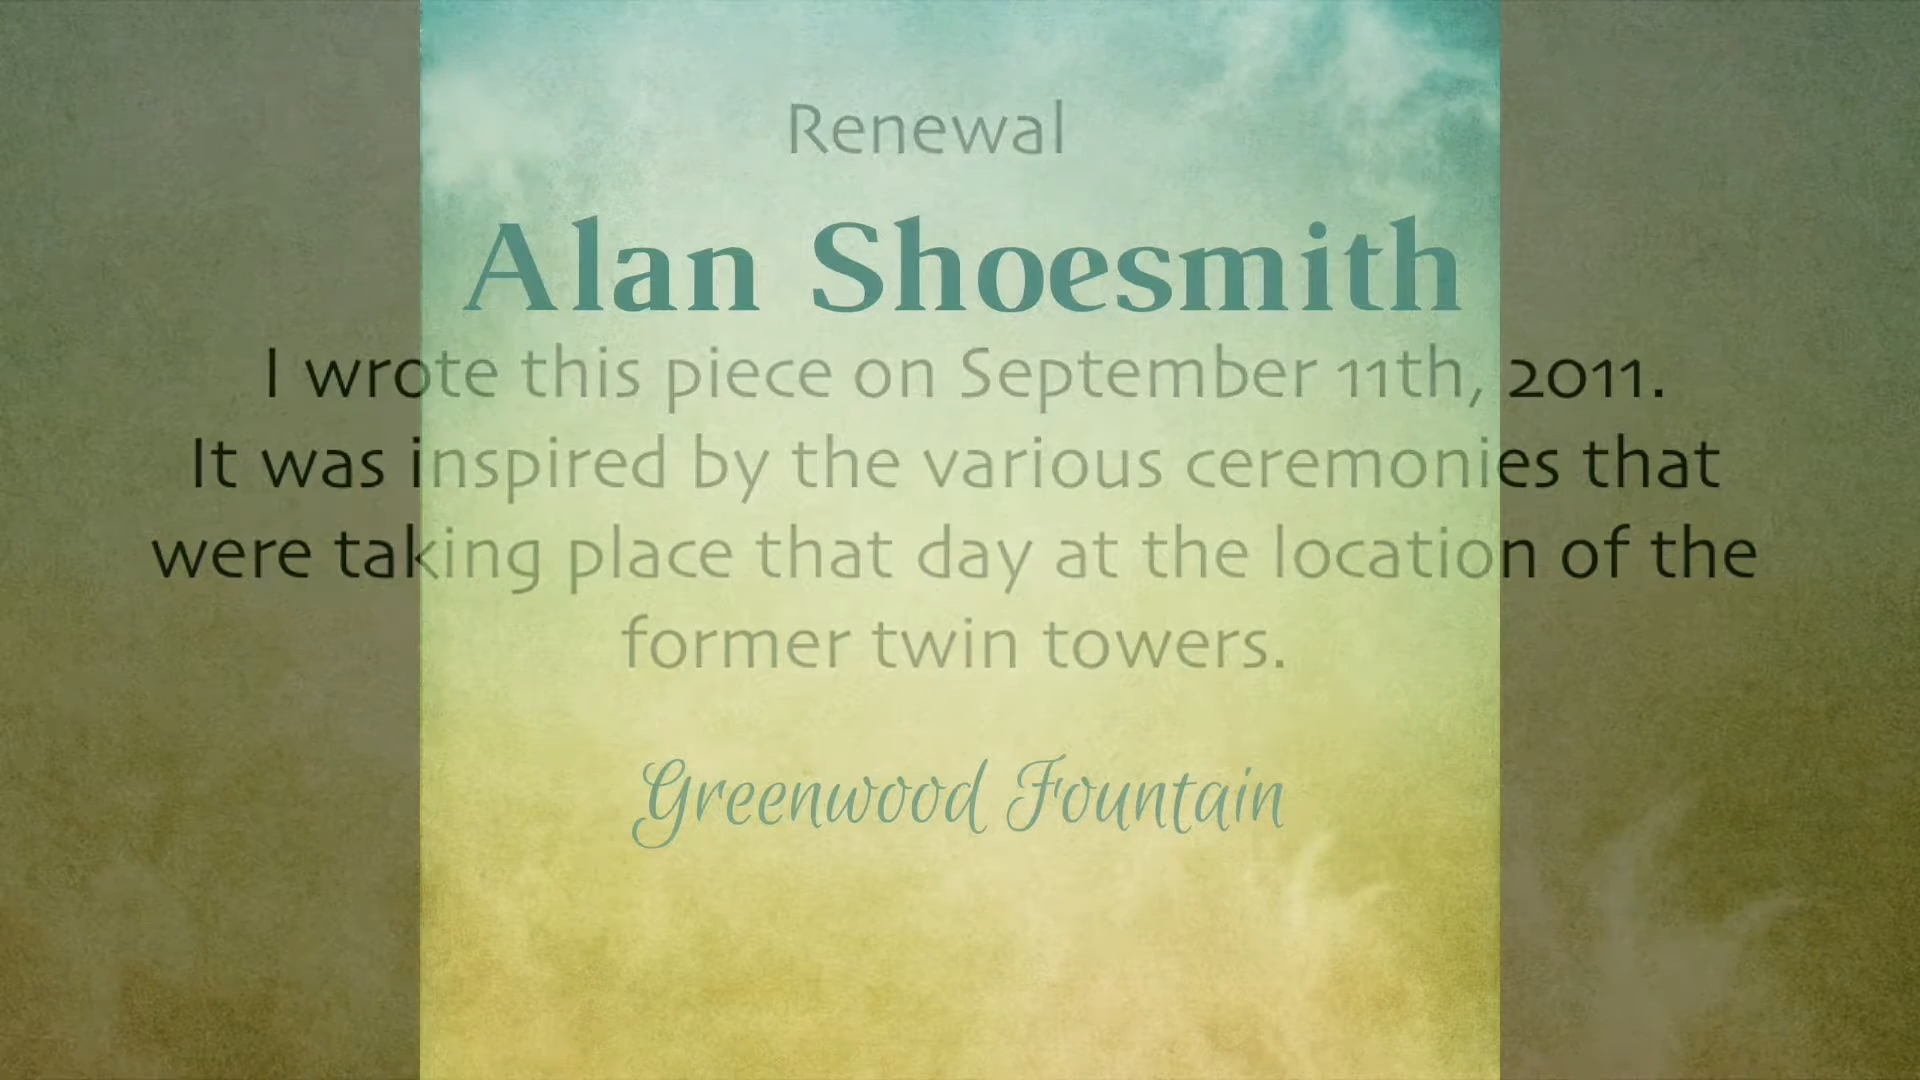 Renewal
Alan Shoesmith
I wrote this piece on September 11th, 2011.
It was inspired by the various ceremonies that
were taking place that day at the location of the
former twin towers.
Greenwood Fountain